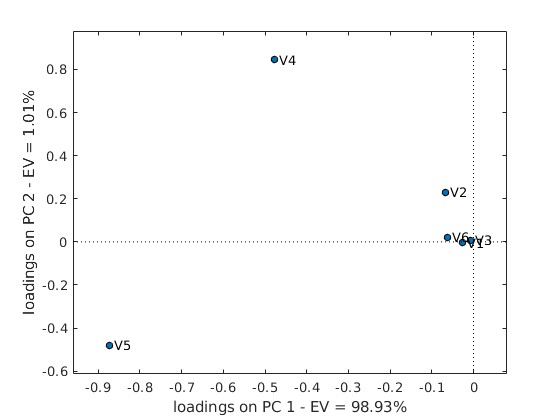 0.8
0.6
0.4
0.2
0
-0.2
-0.4
-0.6
V4
V2
V6
V1
V3
V5
-0.9 -0.8 -0.7 -0.6 -0.5 -0.4 -0.3 -0.2 -0.1 0
loadings on PC 1 - EV = 98.93%
loadings on PC 2 - EV = 1.01%